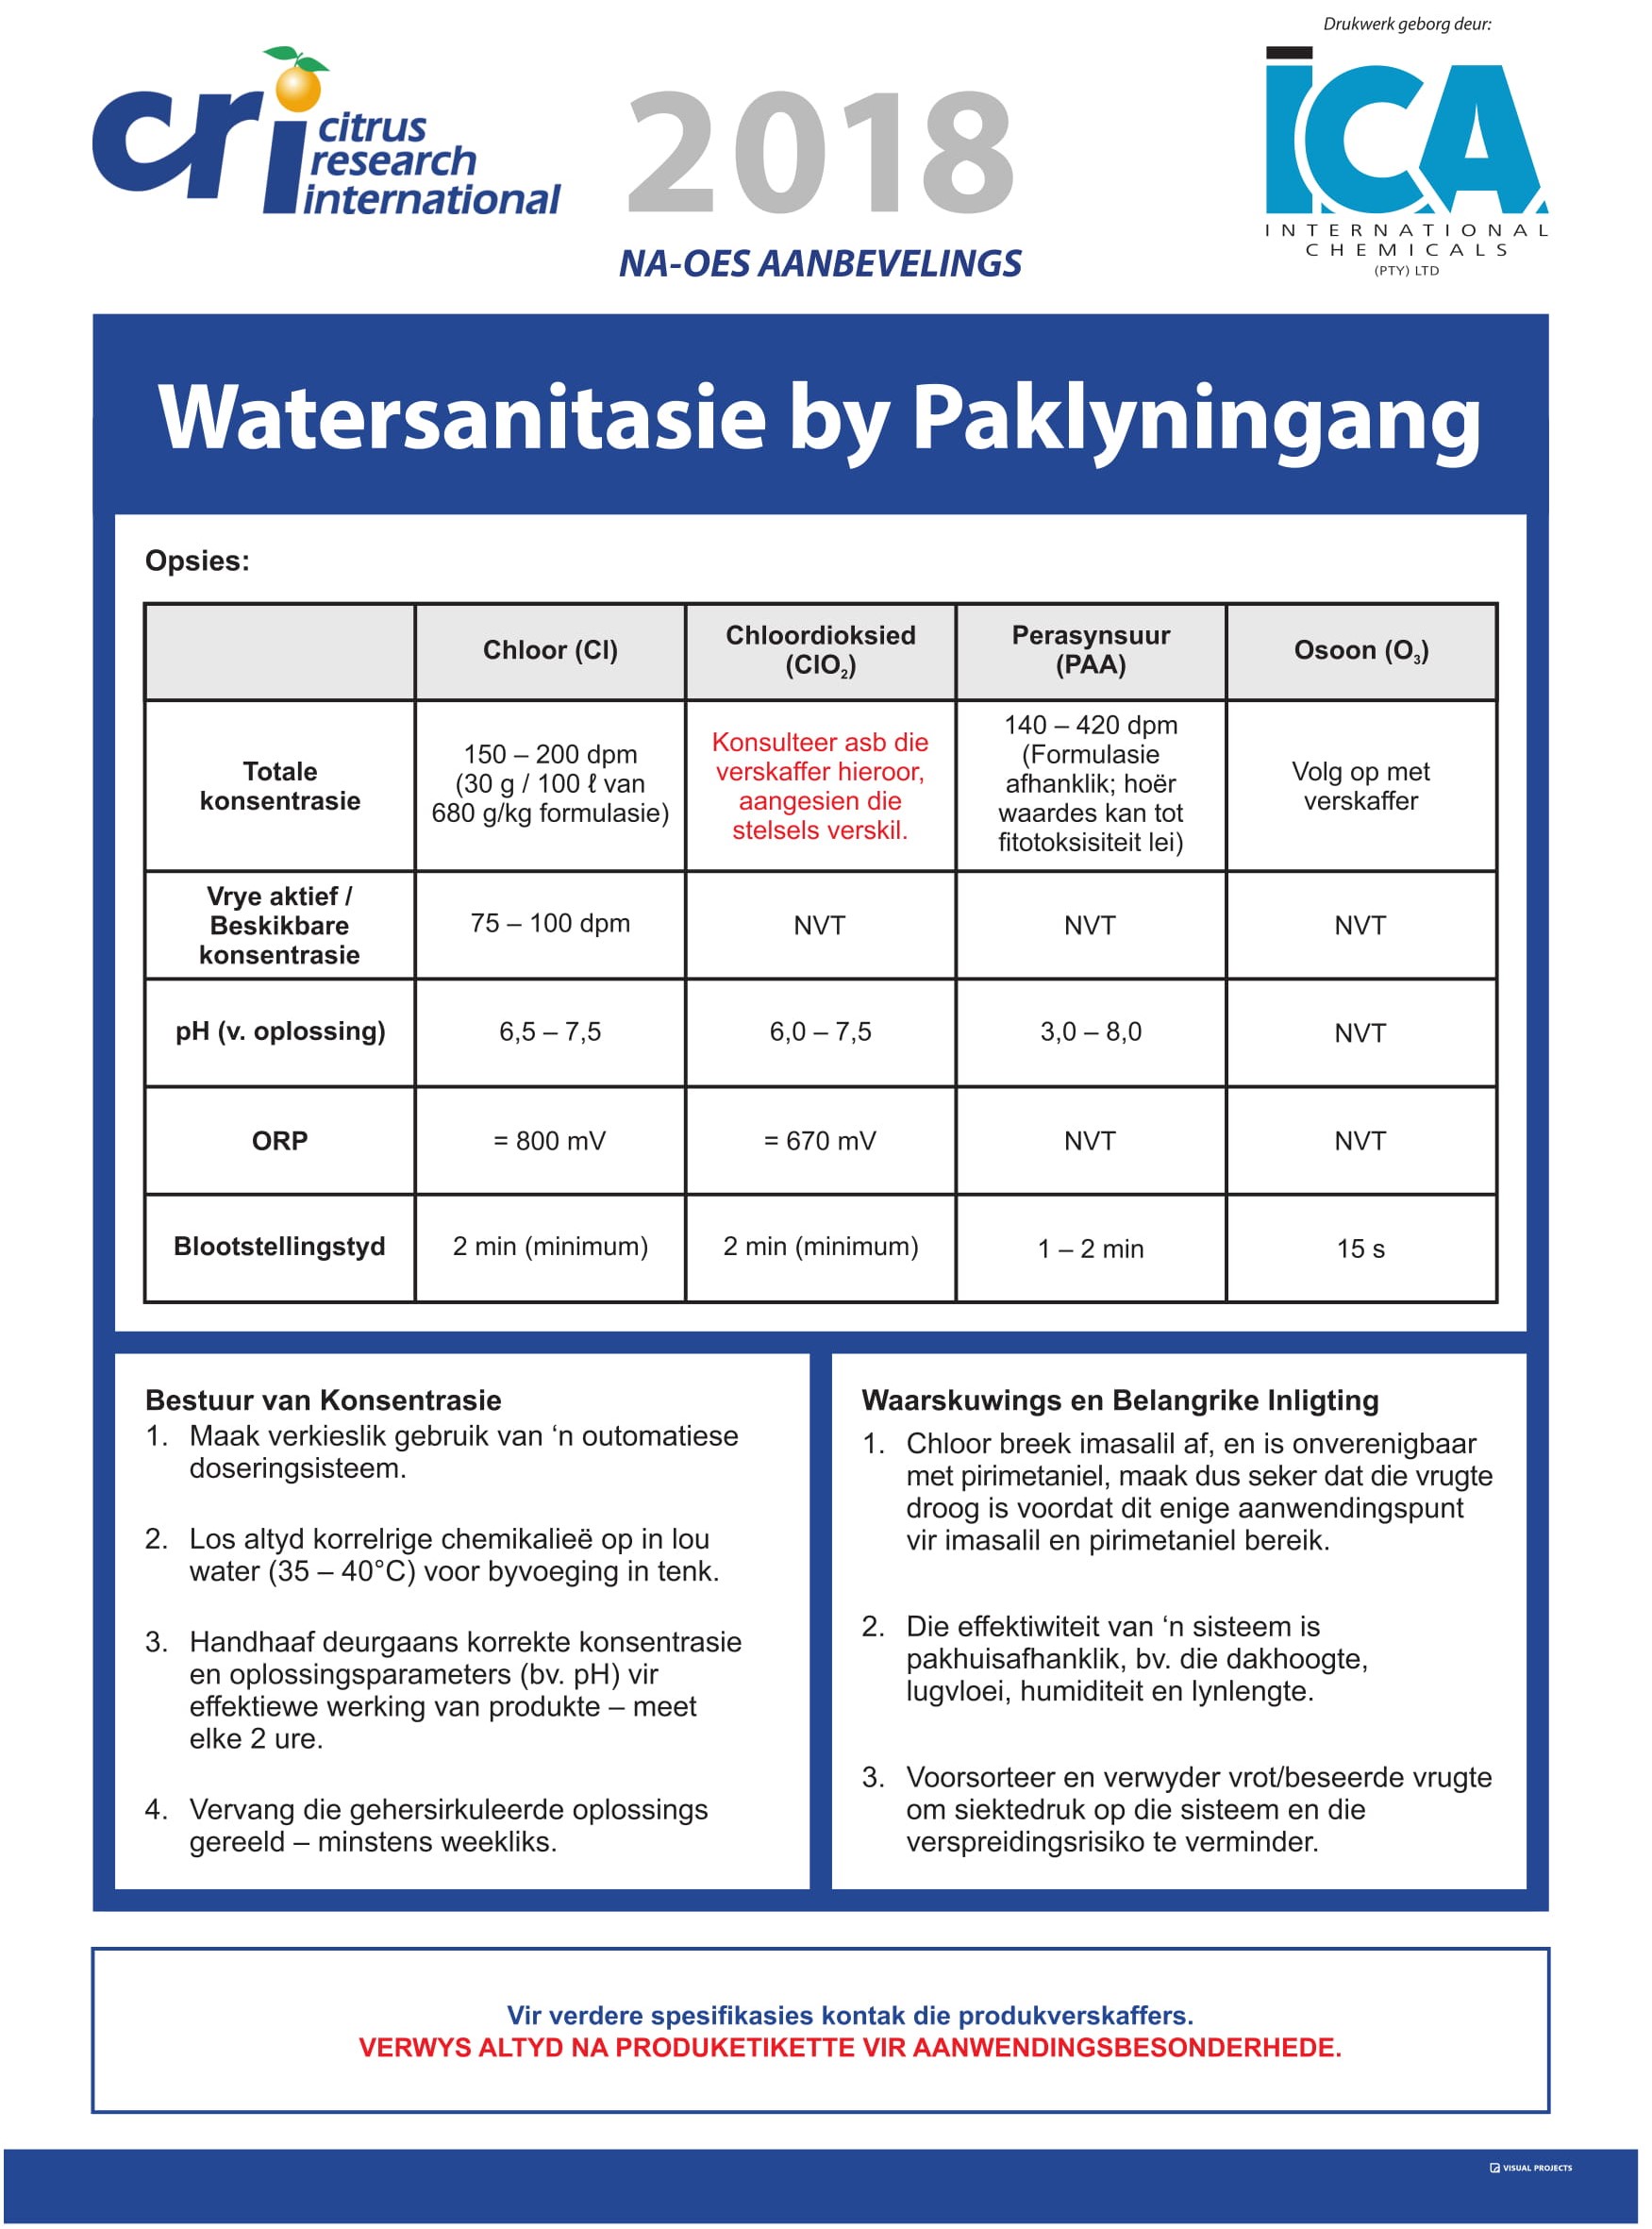 Drukwerk geborg deur:
cri citrus
research
international
2018
NA-OES AANBEVELINGS
ICA
INTERNATIONAL
CHEMICALS
(PTY) LTD
Watersanitasie by Paklyningang
Opsies:
Chloor (Cl)
Chloordioksied
(ClO₂)
Perasynsuur
(PAA)
Osoon (O₃)
Totale
konsentrasie
150 – 200 dpm
(30 g / 100 ℓ van
680 g/kg formulasie)
Konsulteer asb die
verskaffer hieroor,
aangesien die
stelsels verskil.
140 – 420 dpm
(Formulasie
afhanklik; hoër
waardes kan tot
fitotoksisiteit lei)
Volg op met
verskaffer
Vrye aktief /
Beskikbare
konsentrasie
75 – 100 dpm
NVT
NVT
NVT
pH (v. oplossing)
6,5 – 7,5
6,0 – 7,5
3,0 – 8,0
NVT
ORP
= 800 mV
= 670 mV
NVT
NVT
Blootstellingstyd
2 min (minimum)
2 min (minimum)
1 – 2 min
15 s
Bestuur van Konsentrasie
1. Maak verkieslik gebruik van ‘n outomatiese
doseringsisteem.
2. Los altyd korrelrige chemikalieë op in lou
water (35 – 40°C) voor byvoeging in tenk.
3. Handhaaf deurgaans korrekte konsentrasie
en oplossingsparameters (bv. pH) vir
effektiewe werking van produkte – meet
elke 2 ure.
4. Vervang die gehersirkuleerde oplossings
gereeld – minstens weekliks.
Waarskuwings en Belangrike Inligting
1. Chloor breek imasalil af, en is onverenigbaar
met pirimetaniel, maak dus seker dat die vrugte
droog is voordat dit enige aanwendingspunt
vir imasalil en pirimetaniel bereik.
2. Die effektiwiteit van ‘n sisteem is
pakhuisafhanklik, bv. die dakhoogte,
lugvloei, humiditeit en lynlengte.
3. Voorsorteer en verwyder vrot/beseerde vrugte
om siektedruk op die sisteem en die
verspreidingsrisiko te verminder.
Vir verdere spesifikasies kontak die produkverskaffers.
VERWYS ALTYD NA PRODUKETIKETTE VIR AANWENDINGSBESONDERHEDE.
VISUAL PROJECTS